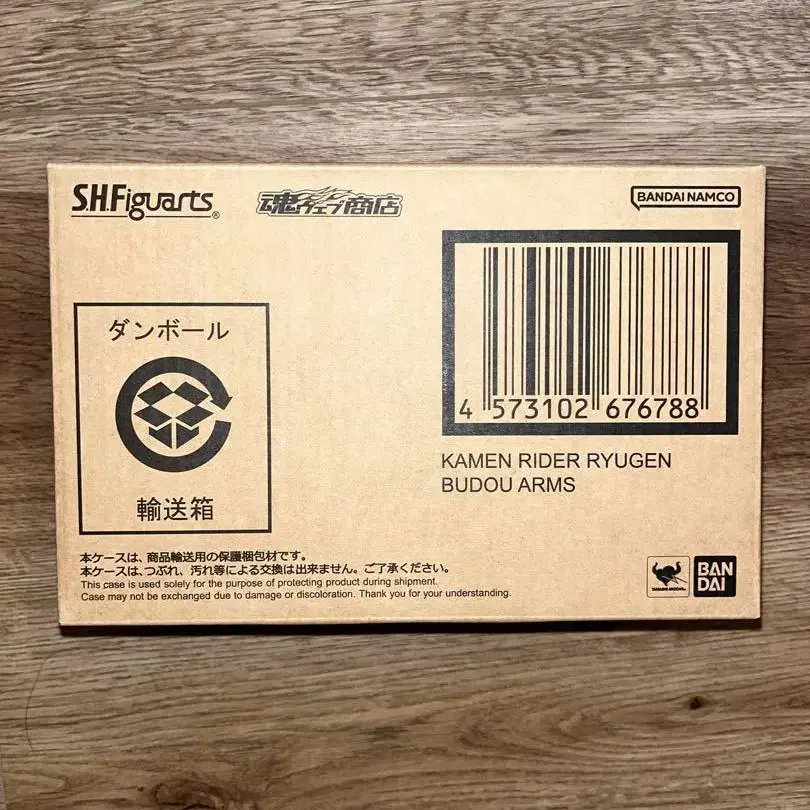 S.H.Figuarts®
魂ウェブ商店
BANDAI NAMCO
ダンボール
輸送箱
4 573102 676788
KAMEN RIDER RYUGEN
BUDOU ARMS
本ケースは、商品輸送用の保護梱包材です。
本ケースは、つぶれ、汚れ等による交換は出来ません。ご了承ください。
This case is used solely for the purpose of protecting product during shipment.
Case may not be exchanged due to damage or discoloration. Thank you for your understanding.
TAMASHII NATIONS
BAN
DAI